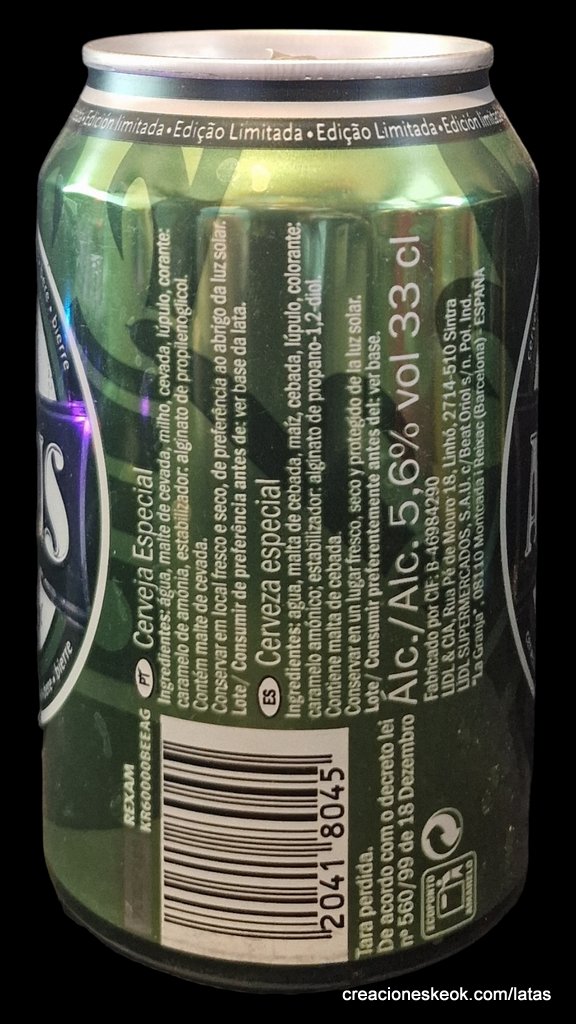 Edición limitada • Edição Limitada • Edição Limitada • Edición limitada
bierre
US
bierre
REXAM
KR60000BEEAG
PT Cerveja Especial
Ingredientes: água, malte de cevada, milho, cevada, lúpulo, corante:
caramelo de amónia, estabilizador: alginato de propilenoglicol.
Contém malte de cevada.
Conservar em local fresco e seco, de preferência ao abrigo da luz solar.
Lote / Consumir de preferência antes de: ver base da lata.
ES Cerveza especial
Ingredientes: agua, malta de cebada, maíz, cebada, lúpulo, colorante:
caramelo amónico; estabilizador: alginato de propano-1,2-diol.
Contiene malta de cebada.
Conservar en un lugar fresco, seco y protegido de la luz solar.
Lote / Consumir preferentemente antes del: ver base.
Álc./Alc. 5,6% vol 33 cl
Fabricado por CIF: B-46984290
LIDL & CIA, Rua Pé de Mouro 18, Linhó, 2714-510 Sintra
LIDL SUPERMERCADOS, S.A.U. c/Beat Oriol s/n. Pol. Ind.
"La Granja", 08110 Montcada i Reixac (Barcelona) - ESPAÑA
2041 8045
Tara perdida.
De acordo com o decreto lei
nº 560/99 de 18 Dezembro
AMARILLO
creacioneskeok.com/latas